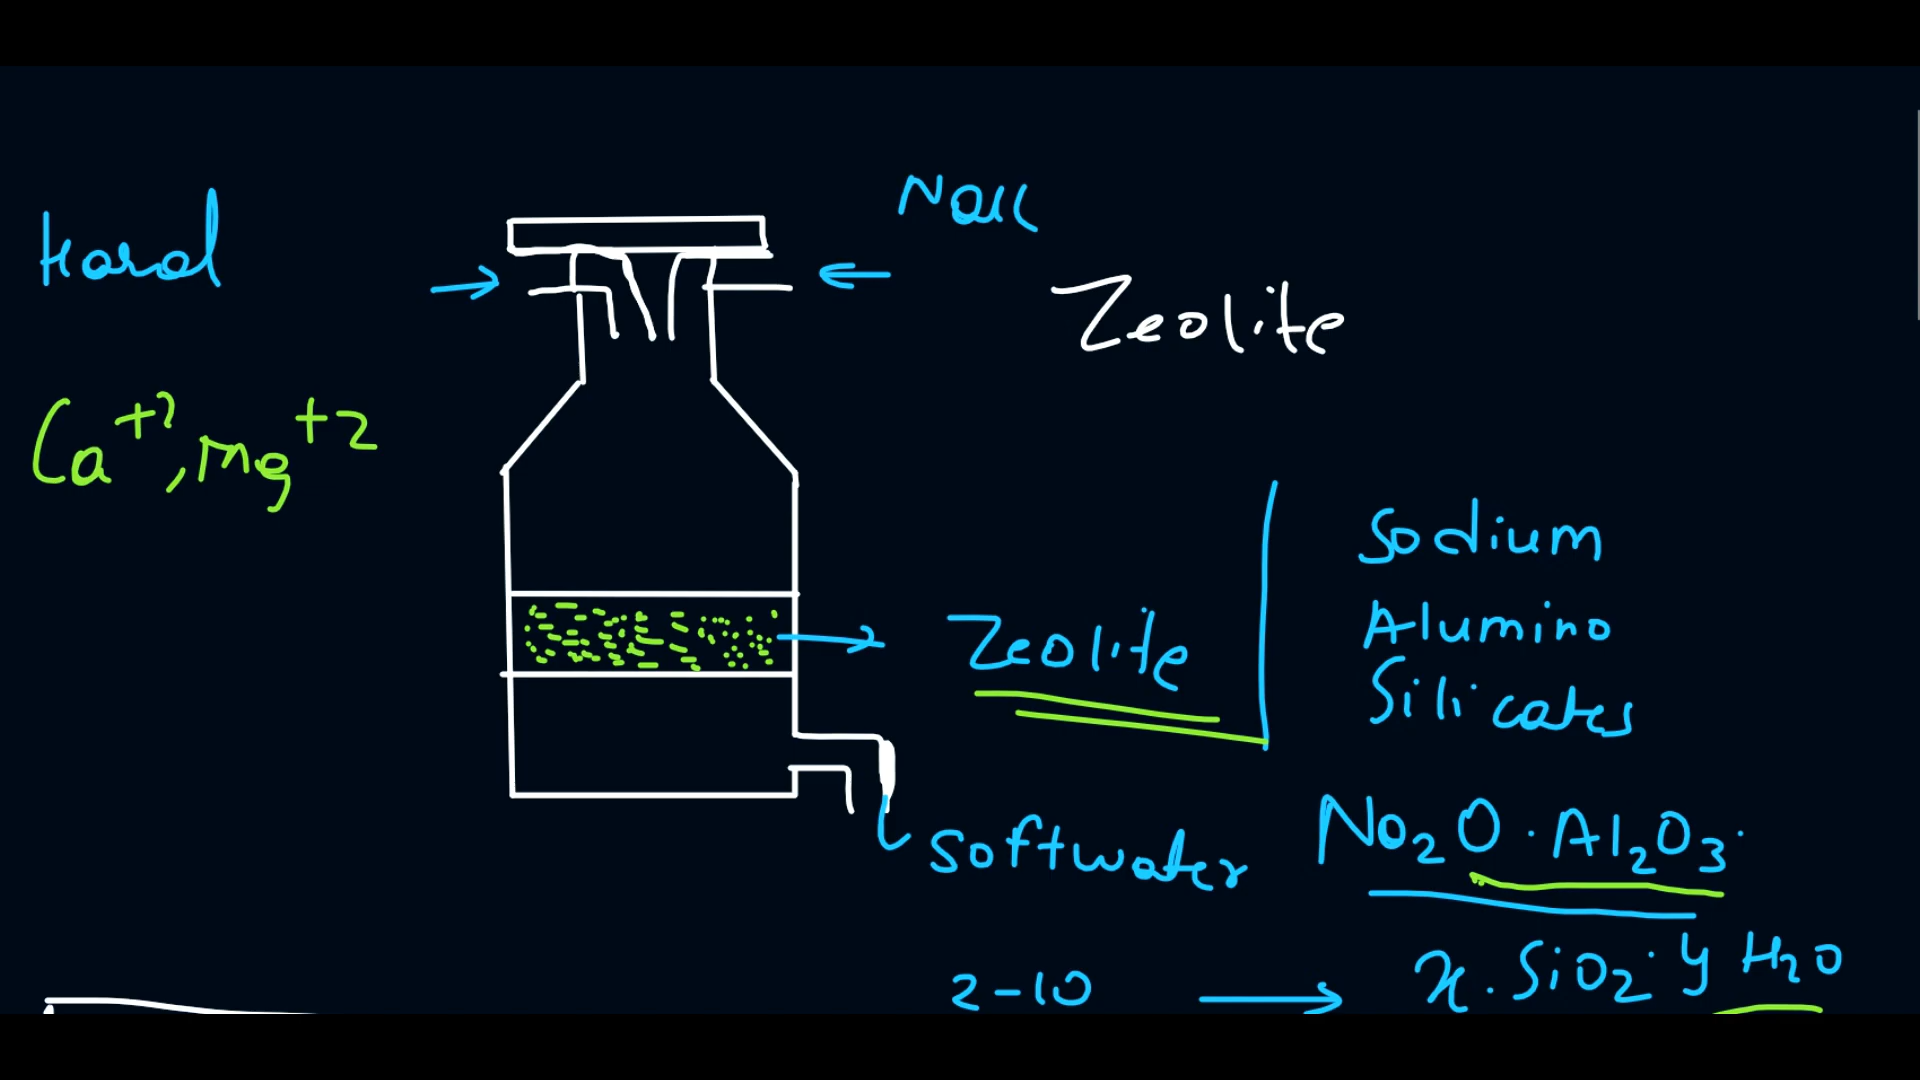 Hard
NaCl
Zeolite
Ca+2, Mg+2
Sodium
Alumino
Silicates
Zeolite
Softwater
Na2O · Al2O3 ·
2-10 → x · SiO2 · y H2O